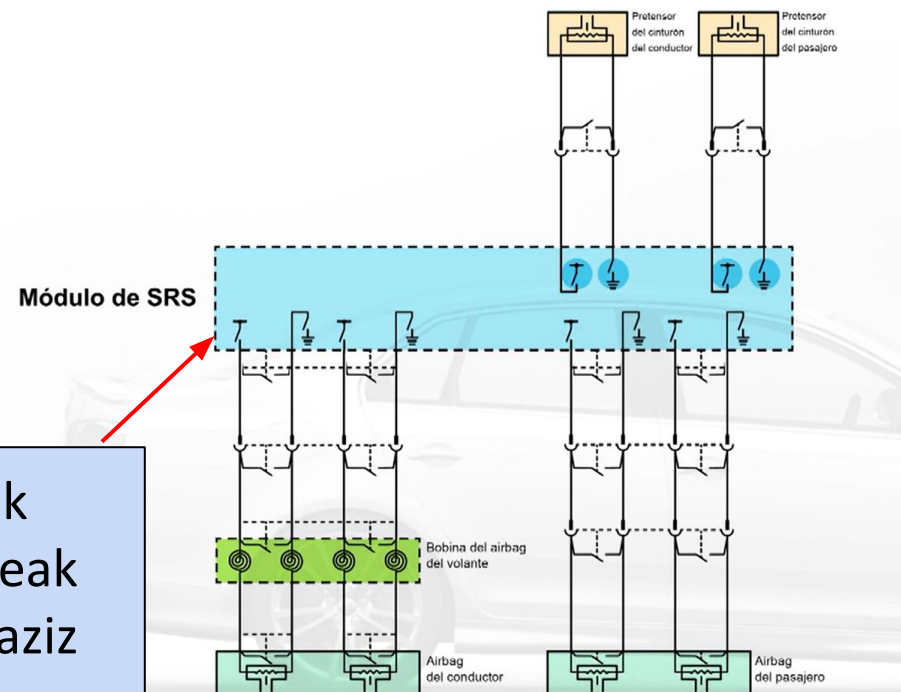 Pretensor
del cinturón
del conductor
Pretensor
del cinturón
del pasajero
Módulo de SRS
k
eak
aziz
Bobina del airbag
del volante
Airbag
del conductor
Airbag
del pasajero